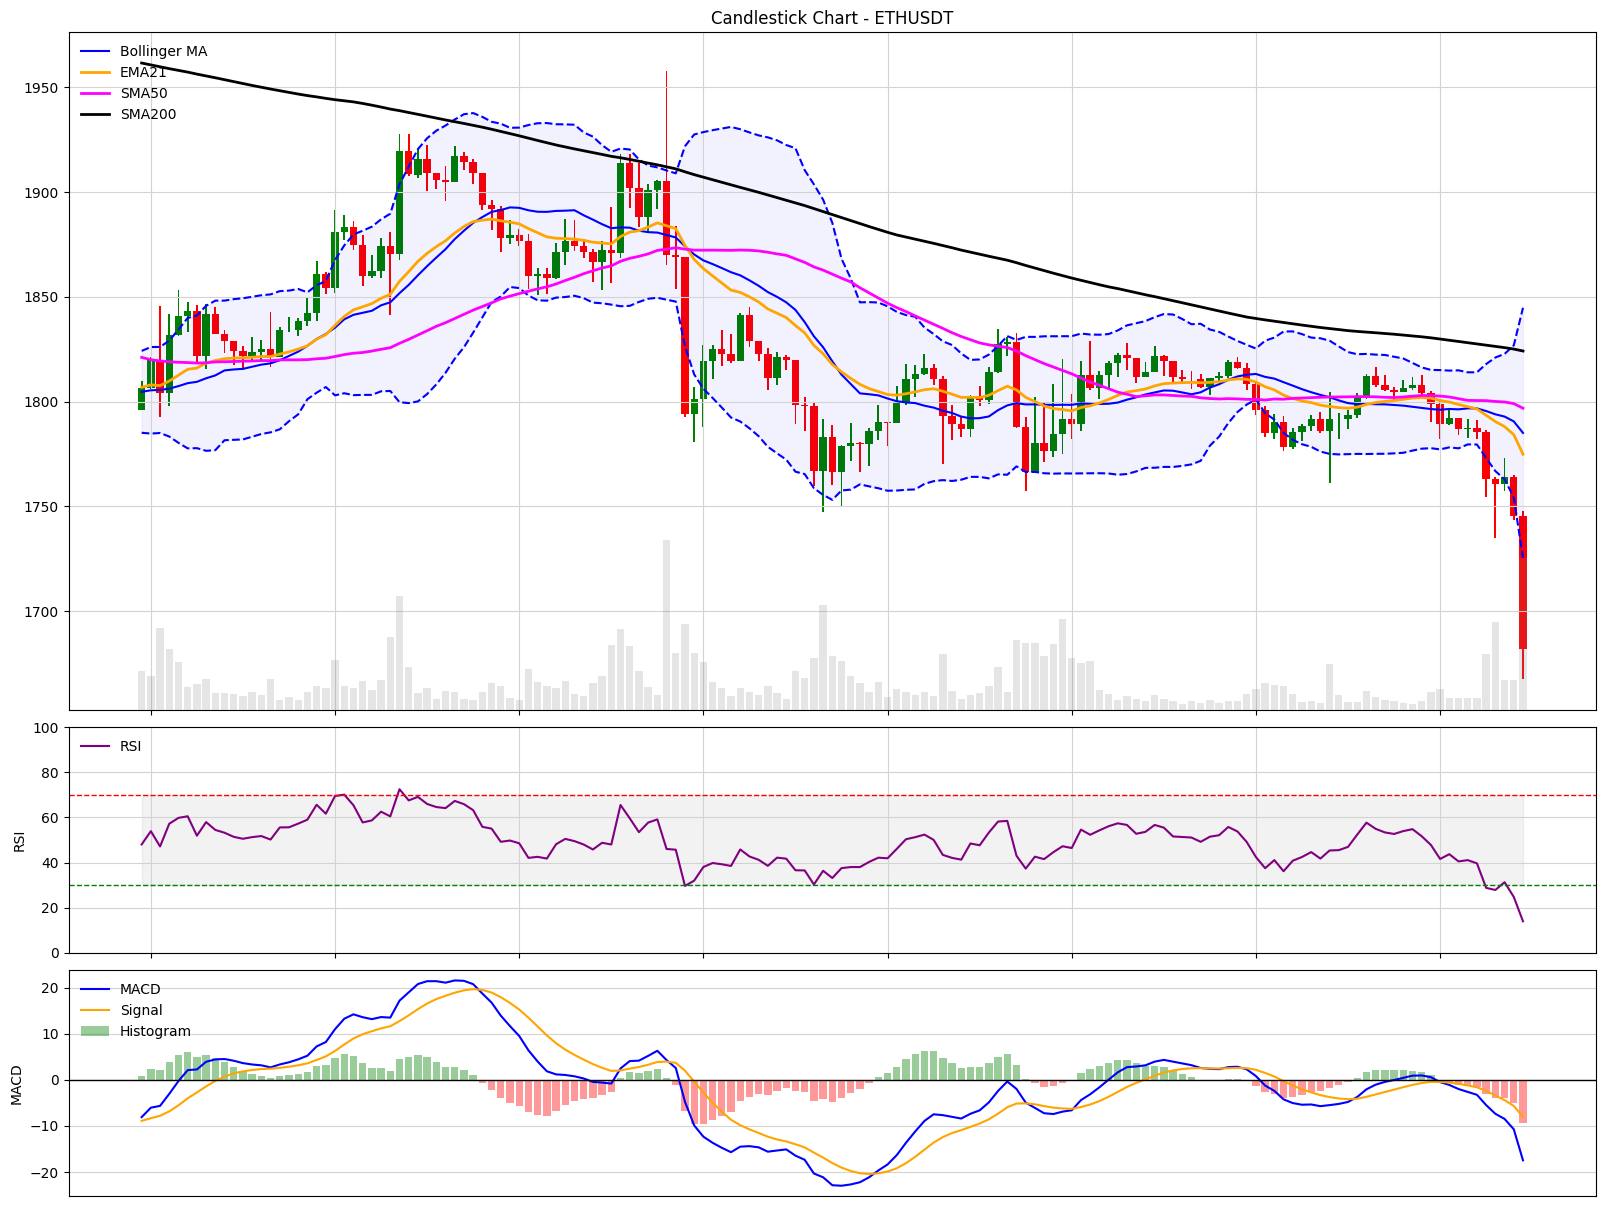 Candlestick Chart - ETHUSDT
Bollinger MA
EMA21
SMA50
SMA200
1950
1900
1850
1800
1750
1700
RSI
100
80
60
40
20
0
RSI
MACD
Signal
Histogram
20
10
0
−10
−20
MACD